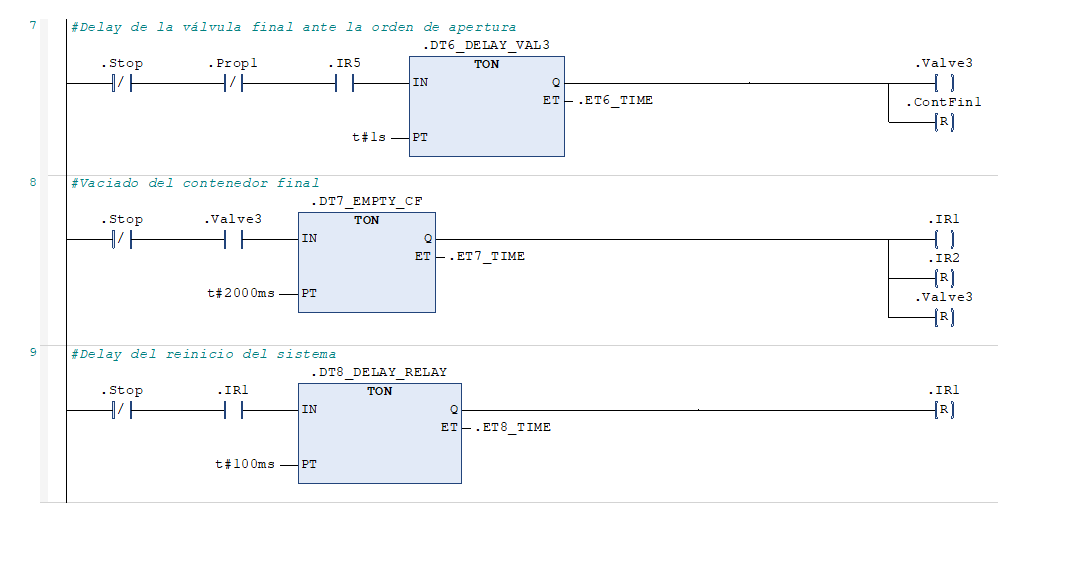 7 #Delay de la válvula final ante la orden de apertura
.DT6_DELAY_VAL3
.Stop .Prop1 .IR5 TON .Valve3
/ / IN Q
ET .ET6_TIME .ContFin1
R
t#1s PT
8 #Vaciado del contenedor final
.DT7_EMPTY_CF
.Stop .Valve3 TON .IR1
/ IN Q
ET .ET7_TIME .IR2
R
t#2000ms PT .Valve3
R
9 #Delay del reinicio del sistema
.DT8_DELAY_RELAY
.Stop .IR1 TON .IR1
/ IN Q R
ET .ET8_TIME
t#100ms PT